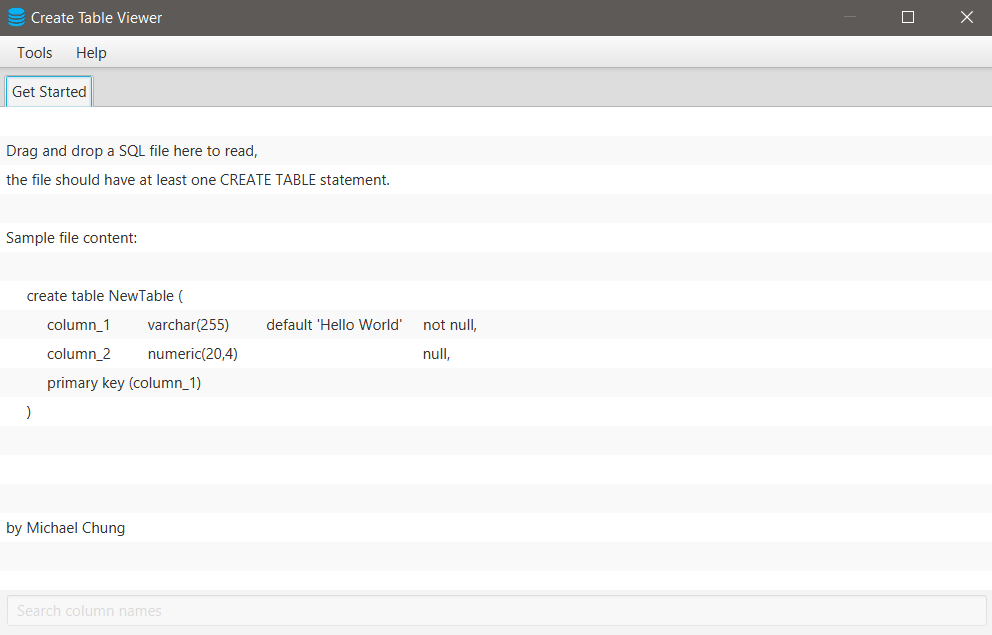 Create Table Viewer
Tools Help
Get Started
Drag and drop a SQL file here to read,
the file should have at least one CREATE TABLE statement.
Sample file content:
create table NewTable (
column_1 varchar(255) default 'Hello World' not null,
column_2 numeric(20,4) null,
primary key (column_1)
)
by Michael Chung
Search column names